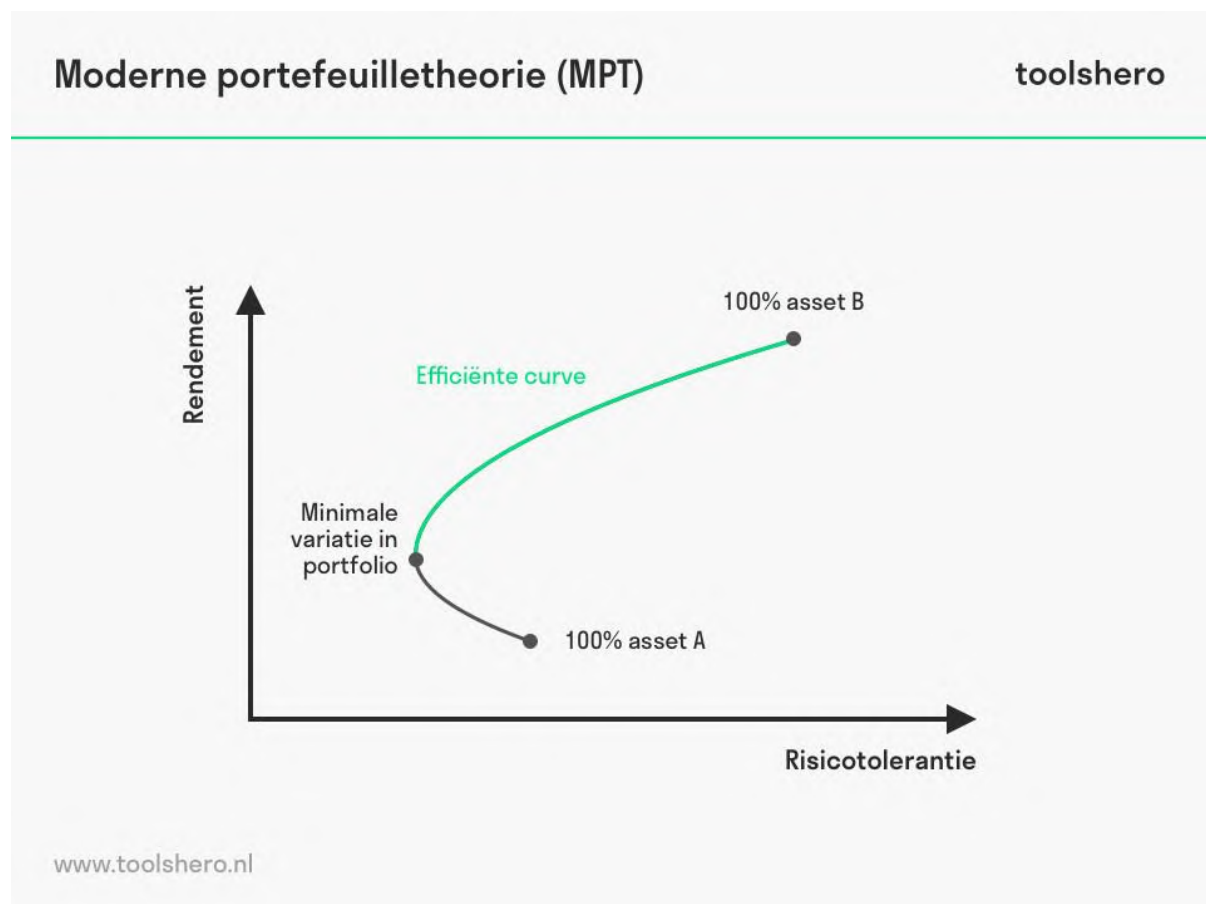 Moderne portefeuilletheorie (MPT)
toolshero
Rendement
100% asset B
Efficiënte curve
Minimale
variatie in
portfolio
100% asset A
Risicotolerantie
www.toolshero.nl